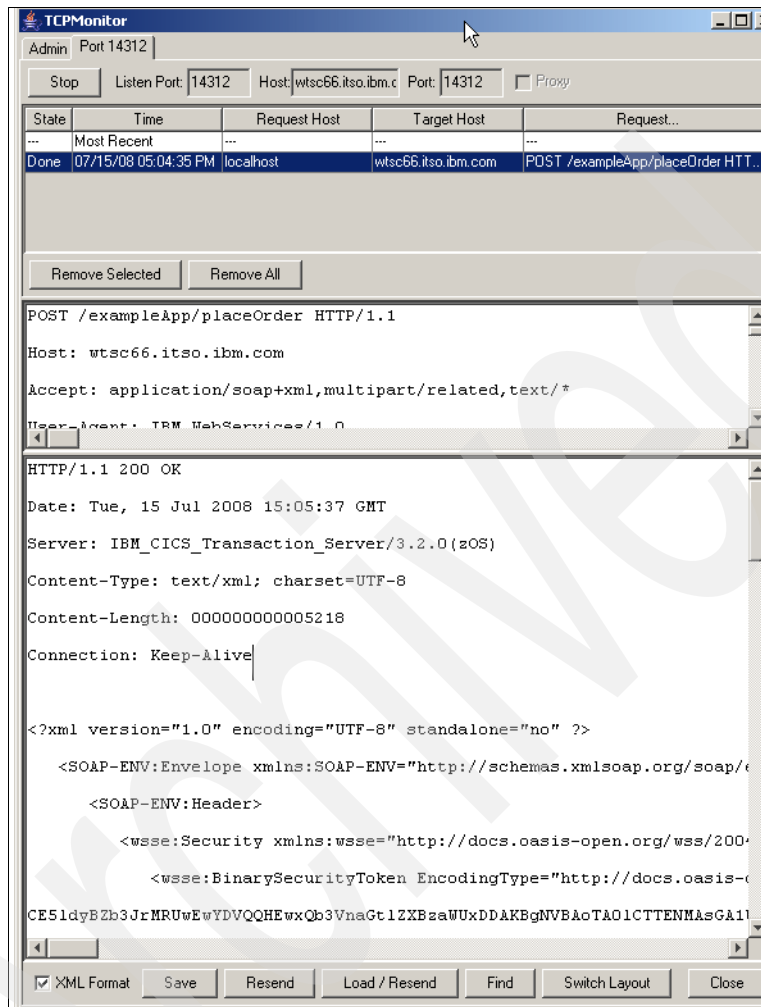 TCPMonitor
Admin Port 14312
Stop Listen Port: 14312 Host: wtsc66.itso.ibm.c Port: 14312 Proxy
State Time Request Host Target Host Request...
--- Most Recent --- --- ---
Done 07/15/08 05:04:35 PM localhost wtsc66.itso.ibm.com POST /exampleApp/placeOrder HTT...
Remove Selected Remove All
POST /exampleApp/placeOrder HTTP/1.1
Host: wtsc66.itso.ibm.com
Accept: application/soap+xml,multipart/related,text/*
User-Agent: IBM WebServices/1.0
HTTP/1.1 200 OK
Date: Tue, 15 Jul 2008 15:05:37 GMT
Server: IBM_CICS_Transaction_Server/3.2.0(zOS)
Content-Type: text/xml; charset=UTF-8
Content-Length: 000000000005218
Connection: Keep-Alive
<?xml version="1.0" encoding="UTF-8" standalone="no" ?>
<SOAP-ENV:Envelope xmlns:SOAP-ENV="http://schemas.xmlsoap.org/soap/e
<SOAP-ENV:Header>
<wsse:Security xmlns:wsse="http://docs.oasis-open.org/wss/200
<wsse:BinarySecurityToken EncodingType="http://docs.oasis-
CE5ldyBZb3JrMRUwEwYDVQQHEwxQb3VnaGtlZXBzaWUxDDAKBgNVBAoTA0lCTTENMAsGA1U
XML Format Save Resend Load / Resend Find Switch Layout Close